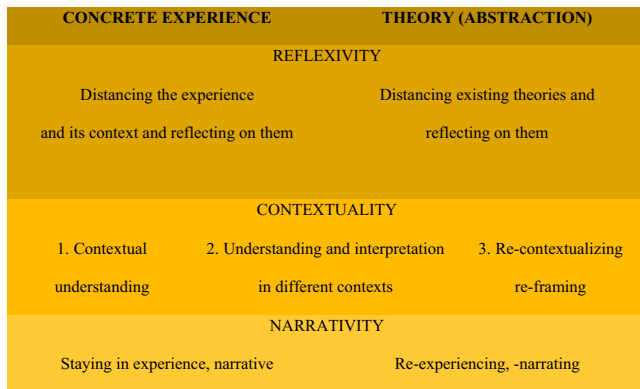 CONCRETE EXPERIENCE THEORY (ABSTRACTION)
REFLEXIVITY
Distancing the experience Distancing existing theories and
and its context and reflecting on them reflecting on them
CONTEXTUALITY
1. Contextual 2. Understanding and interpretation 3. Re-contextualizing
understanding in different contexts re-framing
NARRATIVITY
Staying in experience, narrative Re-experiencing, -narrating